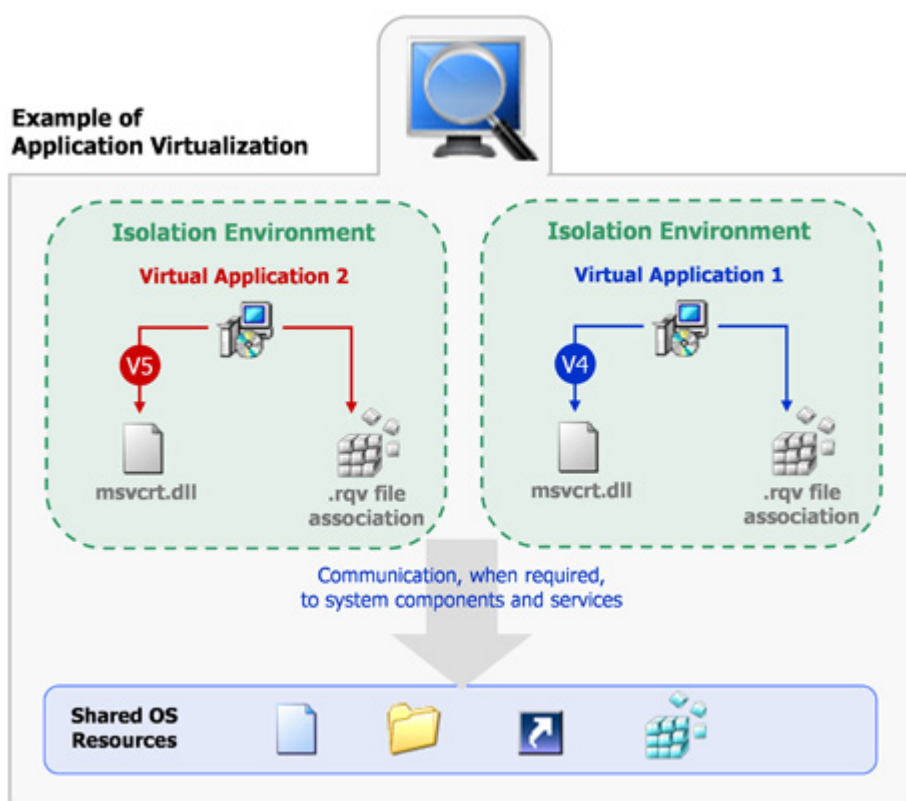 Example of
Application Virtualization
Isolation Environment
Virtual Application 2
V5
msvcrt.dll
.rqv file
association
Isolation Environment
Virtual Application 1
V4
msvcrt.dll
.rqv file
association
Communication, when required,
to system components and services
Shared OS
Resources